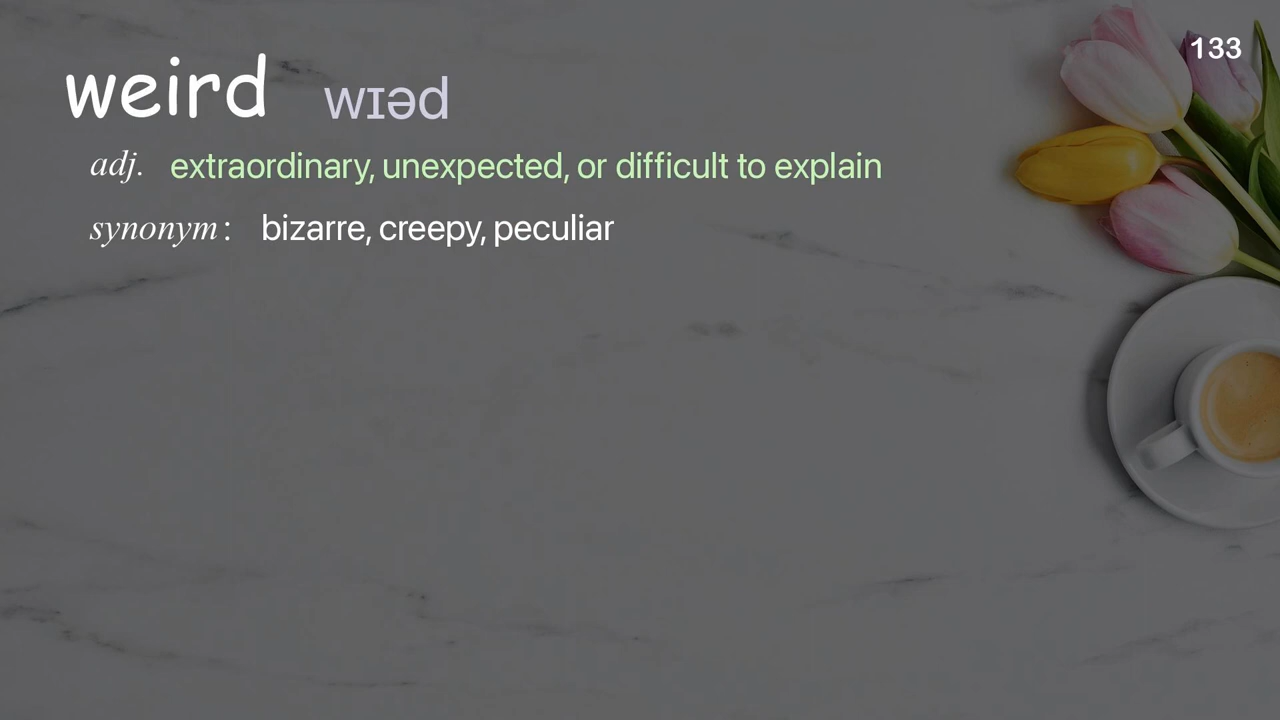 133
weird wɪəd
adj. extraordinary, unexpected, or difficult to explain
synonym: bizarre, creepy, peculiar